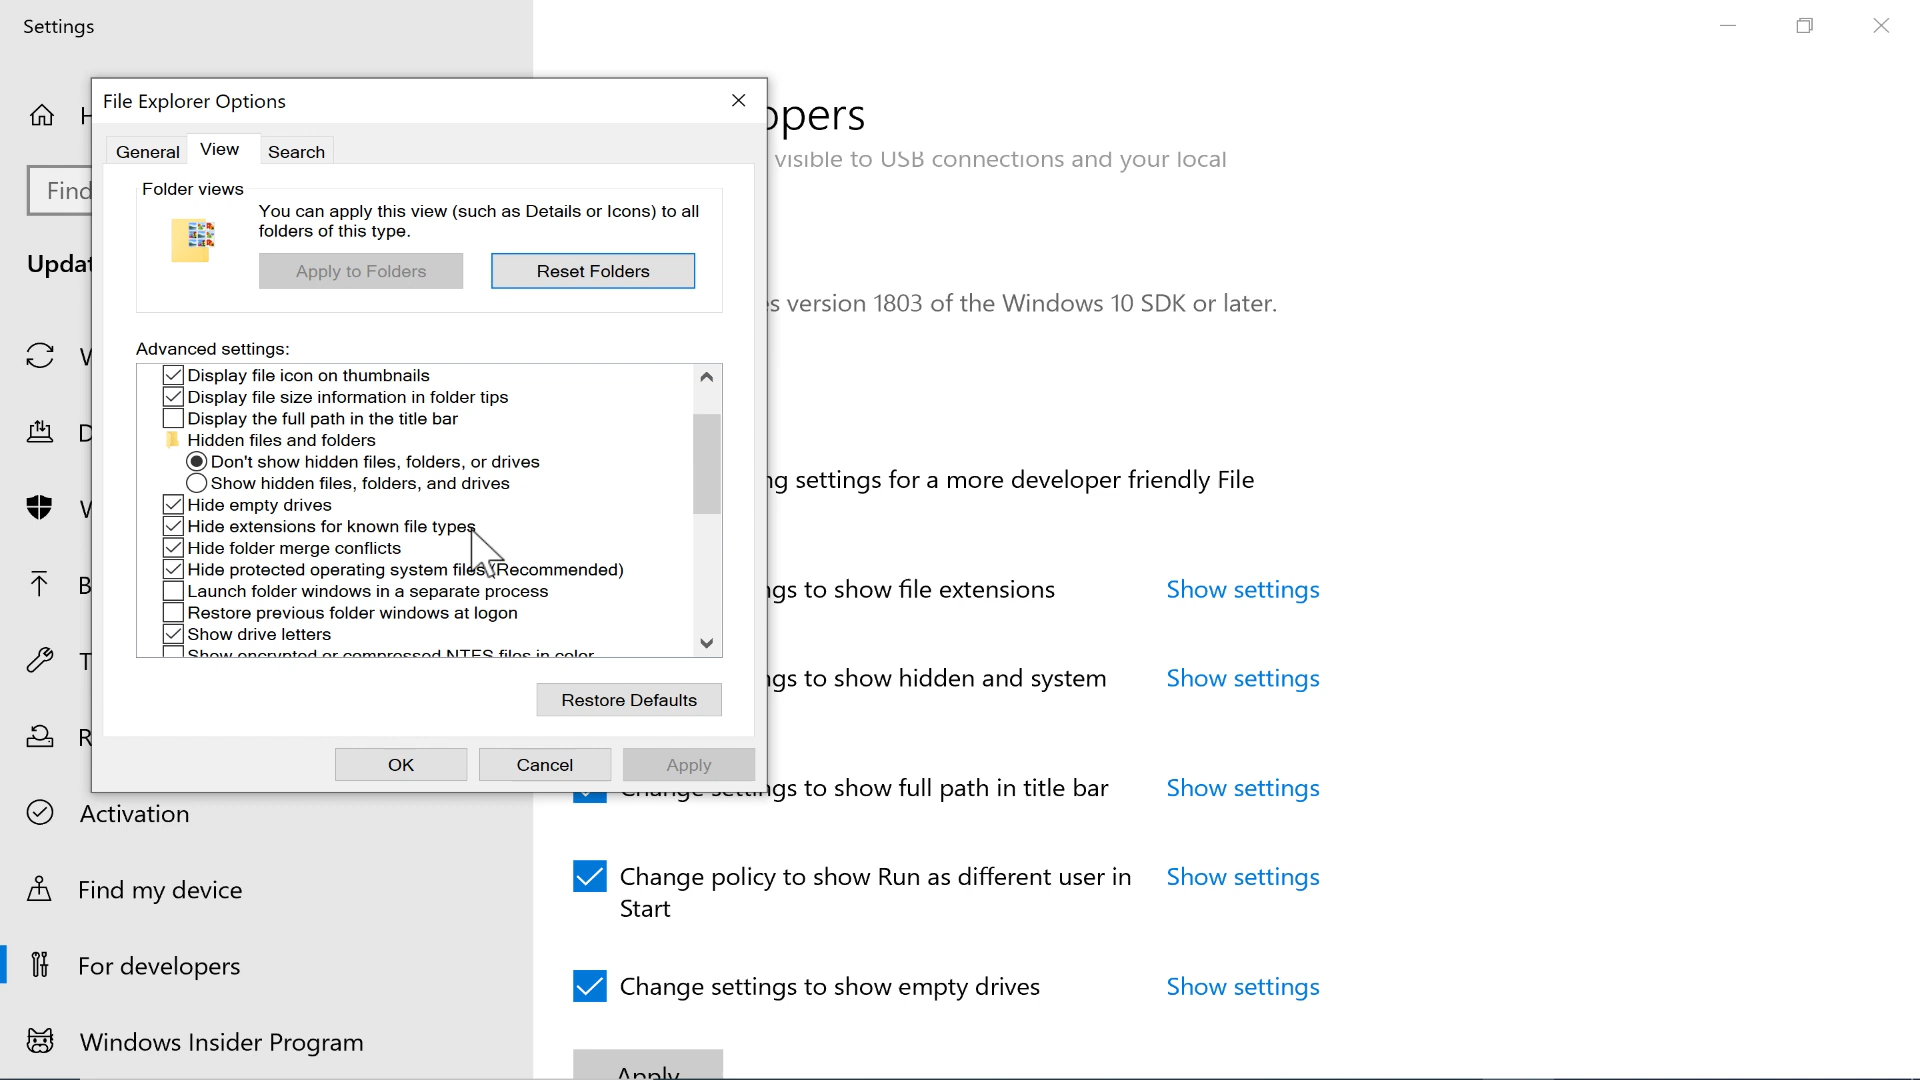 Settings
File Explorer Options
General
View
Search
Folder views
You can apply this view (such as Details or Icons) to all
folders of this type.
Apply to Folders
Reset Folders
Advanced settings:
Display file icon on thumbnails
Display file size information in folder tips
Display the full path in the title bar
Hidden files and folders
Don't show hidden files, folders, or drives
Show hidden files, folders, and drives
Hide empty drives
Hide extensions for known file types
Hide folder merge conflicts
Hide protected operating system files (Recommended)
Launch folder windows in a separate process
Restore previous folder windows at logon
Show drive letters
Show encrypted or compressed NTFS files in color
Restore Defaults
OK
Cancel
Apply
H
Find
Updat
W
D
W
B
T
R
Activation
Find my device
For developers
Windows Insider Program
opers
visible to USB connections and your local
es version 1803 of the Windows 10 SDK or later.
ng settings for a more developer friendly File
ngs to show file extensions
Show settings
ngs to show hidden and system
Show settings
Change settings to show full path in title bar
Show settings
Change policy to show Run as different user in
Start
Show settings
Change settings to show empty drives
Show settings
Apply